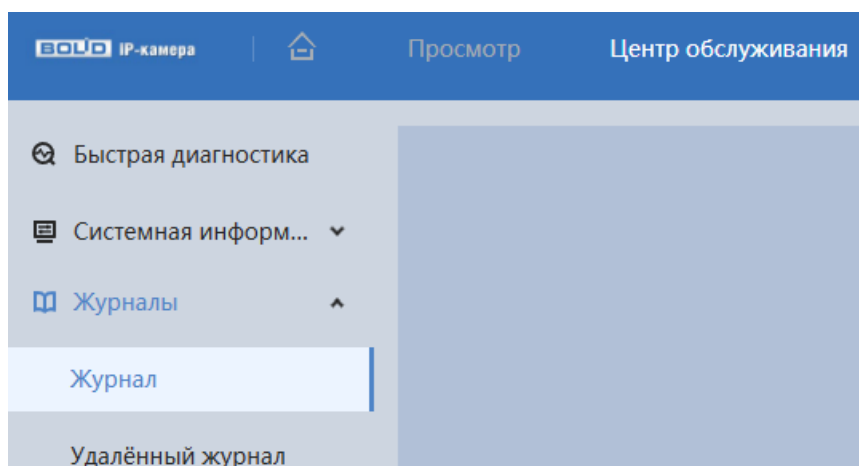 BOLID IP-камера Просмотр Центр обслуживания
Быстрая диагностика
Системная информ...
Журналы
Журнал
Удалённый журнал